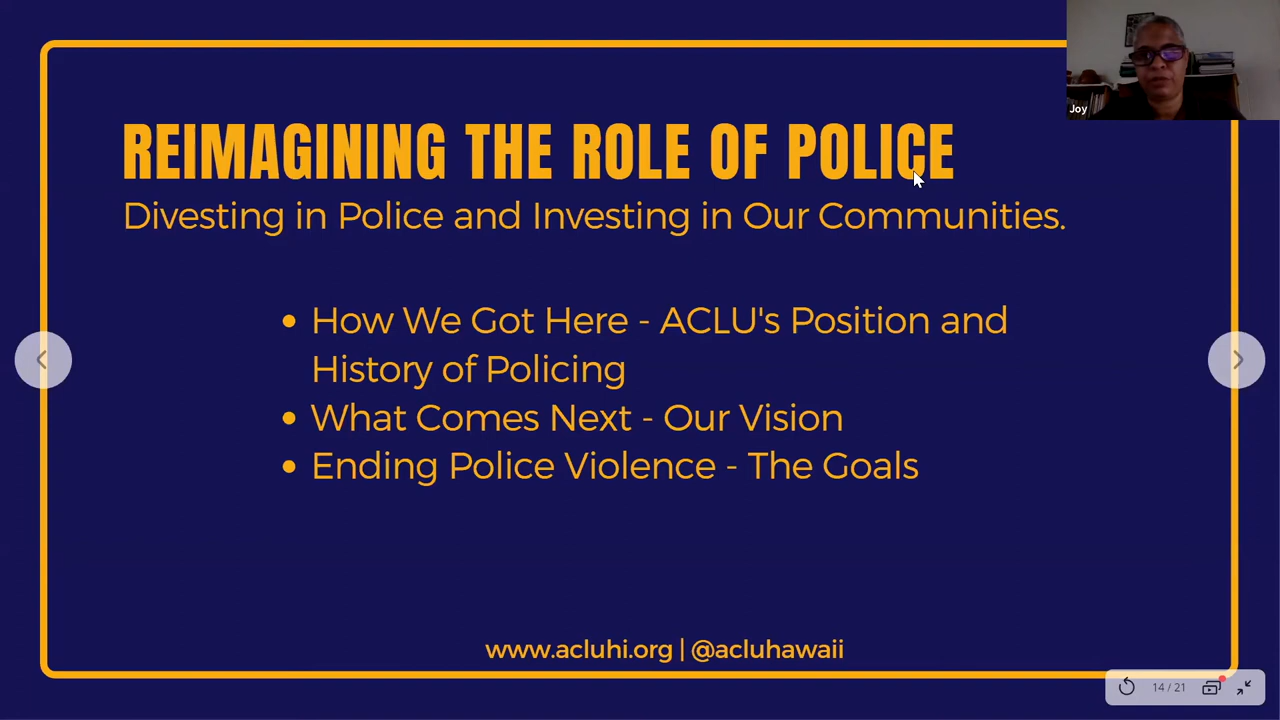 Joy
REIMAGINING THE ROLE OF POLICE
Divesting in Police and Investing in Our Communities.
• How We Got Here - ACLU's Position and
History of Policing
• What Comes Next - Our Vision
• Ending Police Violence - The Goals
www.acluhi.org | @acluhawaii
14 / 21